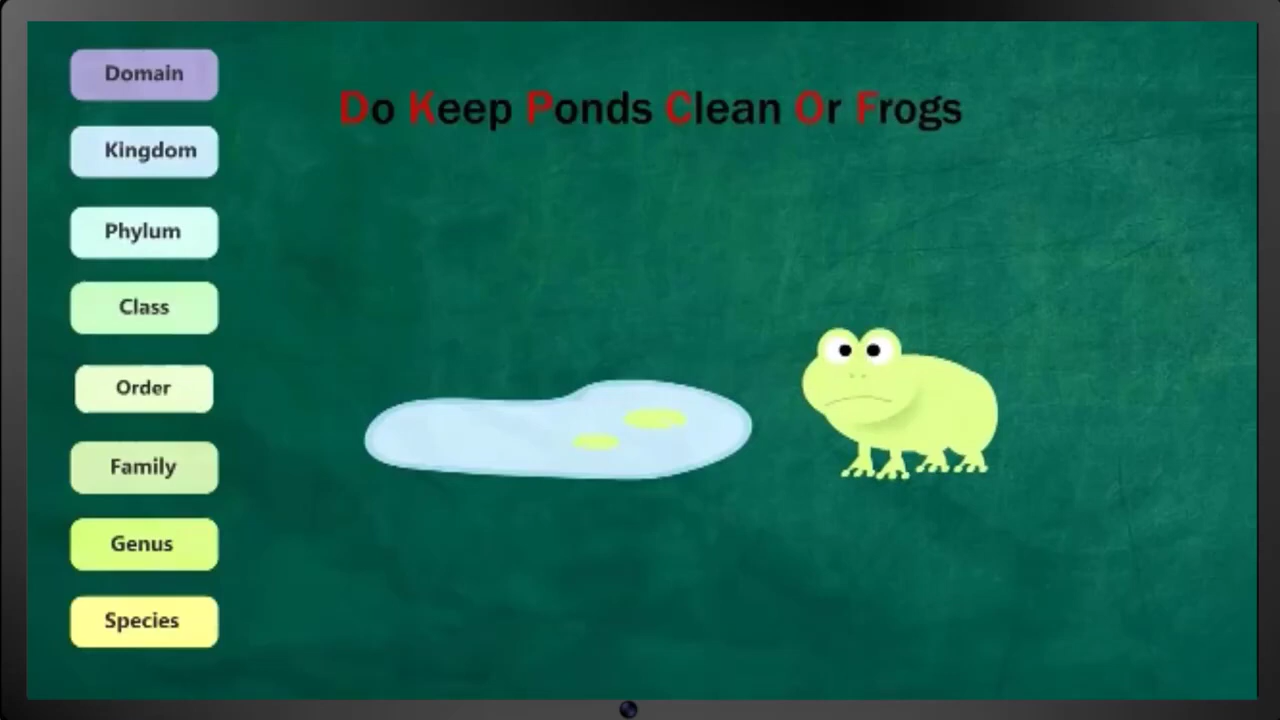 Domain
Do Keep Ponds Clean Or Frogs
Kingdom
Phylum
Class
Order
Family
Genus
Species